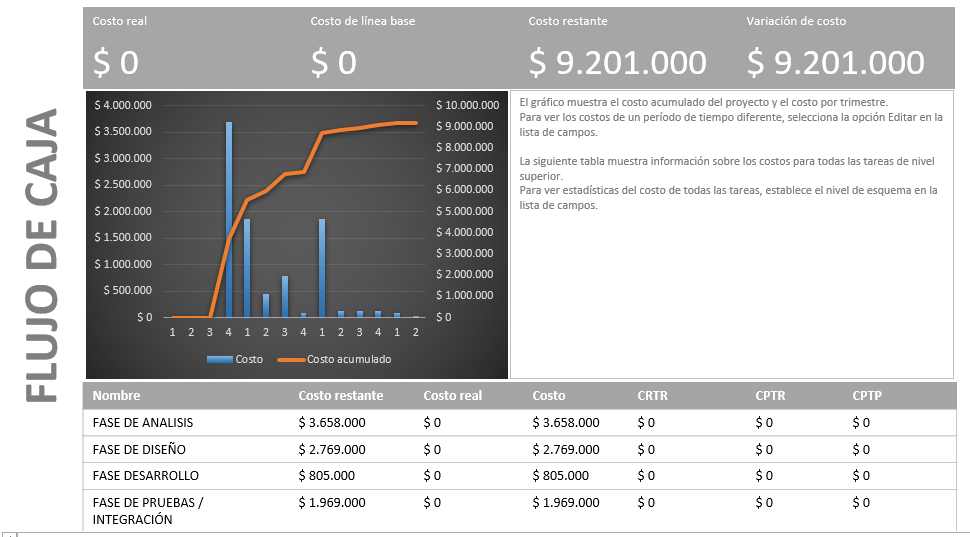 FLUJO DE CAJA
Costo real
Costo de línea base
Costo restante
Variación de costo
$ 0
$ 0
$ 9.201.000
$ 9.201.000
$ 4.000.000
$ 3.500.000
$ 3.000.000
$ 2.500.000
$ 2.000.000
$ 1.500.000
$ 1.000.000
$ 500.000
$ 0
$ 10.000.000
$ 9.000.000
$ 8.000.000
$ 7.000.000
$ 6.000.000
$ 5.000.000
$ 4.000.000
$ 3.000.000
$ 2.000.000
$ 1.000.000
$ 0
1 2 3 4 1 2 3 4 1 2 3 4 1 2
Costo Costo acumulado
El gráfico muestra el costo acumulado del proyecto y el costo por trimestre.
Para ver los costos de un período de tiempo diferente, selecciona la opción Editar en la
lista de campos.
La siguiente tabla muestra información sobre los costos para todas las tareas de nivel
superior.
Para ver estadísticas del costo de todas las tareas, establece el nivel de esquema en la
lista de campos.
Nombre Costo restante Costo real Costo CRTR CPTR CPTP
FASE DE ANALISIS $ 3.658.000 $ 0 $ 3.658.000 $ 0 $ 0 $ 0
FASE DE DISEÑO $ 2.769.000 $ 0 $ 2.769.000 $ 0 $ 0 $ 0
FASE DESARROLLO $ 805.000 $ 0 $ 805.000 $ 0 $ 0 $ 0
FASE DE PRUEBAS / $ 1.969.000 $ 0 $ 1.969.000 $ 0 $ 0 $ 0
INTEGRACIÓN